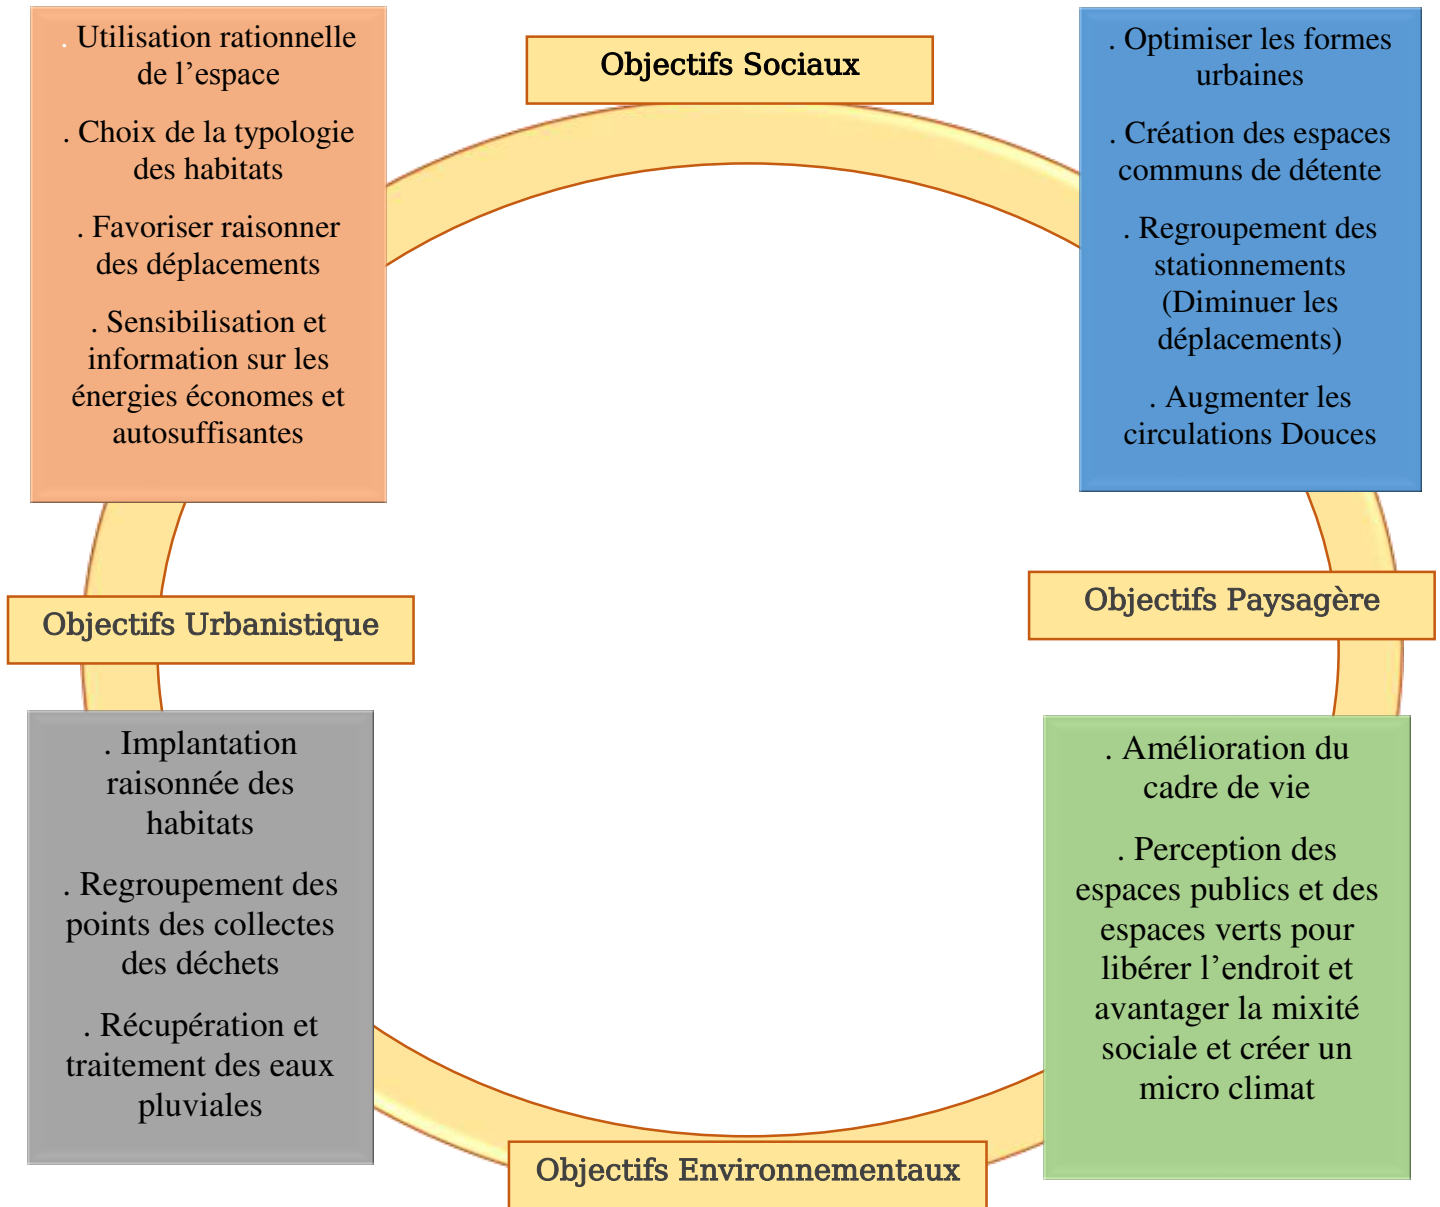 . Utilisation rationnelle
de l’espace
. Choix de la typologie
des habitats
. Favoriser raisonner
des déplacements
. Sensibilisation et
information sur les
énergies économes et
autosuffisantes
Objectifs Sociaux
. Optimiser les formes
urbaines
. Création des espaces
communs de détente
. Regroupement des
stationnements
(Diminuer les
déplacements)
. Augmenter les
circulations Douces
Objectifs Urbanistique
Objectifs Paysagère
. Implantation
raisonnée des
habitats
. Regroupement des
points des collectes
des déchets
. Récupération et
traitement des eaux
pluviales
. Amélioration du
cadre de vie
. Perception des
espaces publics et des
espaces verts pour
libérer l’endroit et
avantager la mixité
sociale et créer un
micro climat
Objectifs Environnementaux